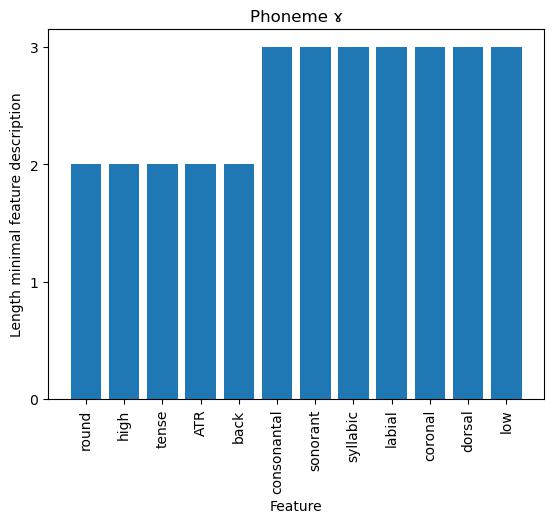 Phoneme ɤ
Length minimal feature description
3
2
1
0
round
high
tense
ATR
back
consonantal
sonorant
syllabic
labial
coronal
dorsal
low
Feature